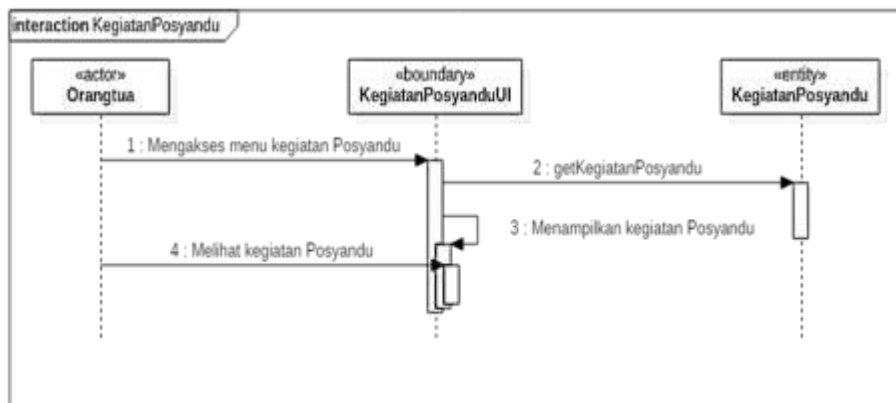 interaction KegiatanPosyandu
«actor»
Orangtua
«boundary»
KegiatanPosyanduUI
«entity»
KegiatanPosyandu
1 : Mengakses menu kegiatan Posyandu
2 : getKegiatanPosyandu
3 : Menampilkan kegiatan Posyandu
4 : Melihat kegiatan Posyandu